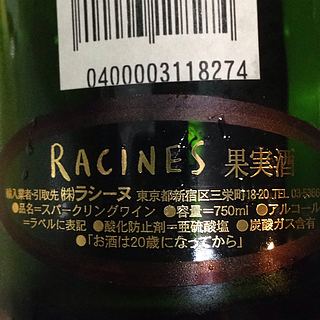 0400003118274
RACINES 果実酒
輸入業者・引取先 ㈱ラシーヌ 東京都新宿区三栄町18-20 TEL. 03-5366
●品名=スパークリングワイン ●容量=750ml ●アルコール
=ラベルに表記 ●酸化防止剤=亜硫酸塩 ●炭酸ガス含有
●「お酒は20歳になってから」